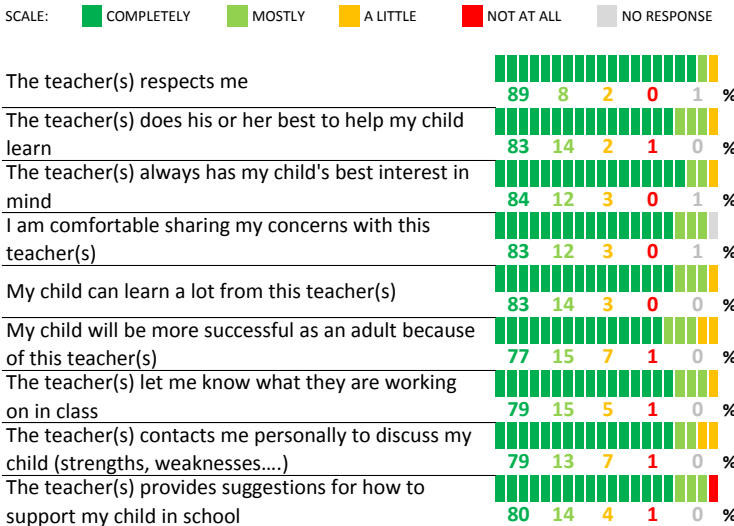 SCALE: COMPLETELY MOSTLY A LITTLE NOT AT ALL NO RESPONSE
The teacher(s) respects me
89 8 2 0 1 %
The teacher(s) does his or her best to help my child
learn
83 14 2 1 0 %
The teacher(s) always has my child's best interest in
mind
84 12 3 0 1 %
I am comfortable sharing my concerns with this
teacher(s)
83 12 3 0 1 %
My child can learn a lot from this teacher(s)
83 14 3 0 0 %
My child will be more successful as an adult because
of this teacher(s)
77 15 7 1 0 %
The teacher(s) let me know what they are working
on in class
79 15 5 1 0 %
The teacher(s) contacts me personally to discuss my
child (strengths, weaknesses....)
79 13 7 1 0 %
The teacher(s) provides suggestions for how to
support my child in school
80 14 4 1 0 %